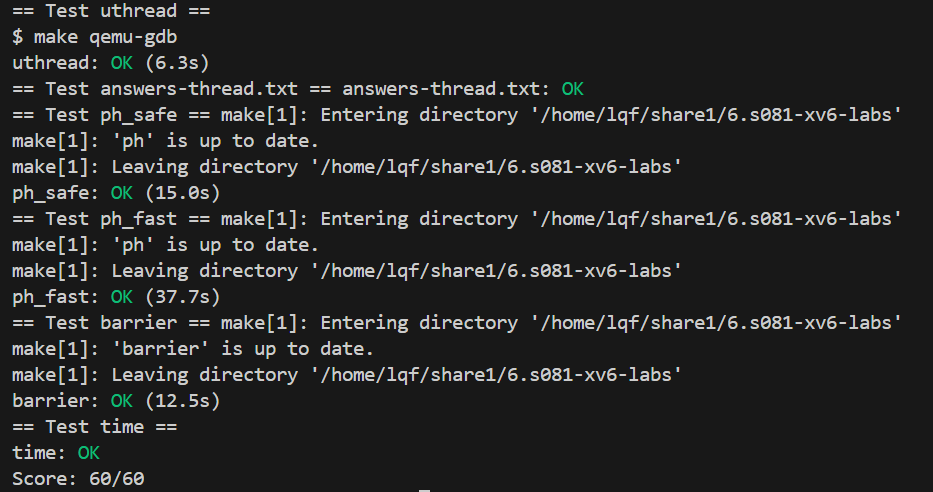 == Test uthread ==
$ make qemu-gdb
uthread: OK (6.3s)
== Test answers-thread.txt == answers-thread.txt: OK
== Test ph_safe == make[1]: Entering directory '/home/lqf/share1/6.s081-xv6-labs'
make[1]: 'ph' is up to date.
make[1]: Leaving directory '/home/lqf/share1/6.s081-xv6-labs'
ph_safe: OK (15.0s)
== Test ph_fast == make[1]: Entering directory '/home/lqf/share1/6.s081-xv6-labs'
make[1]: 'ph' is up to date.
make[1]: Leaving directory '/home/lqf/share1/6.s081-xv6-labs'
ph_fast: OK (37.7s)
== Test barrier == make[1]: Entering directory '/home/lqf/share1/6.s081-xv6-labs'
make[1]: 'barrier' is up to date.
make[1]: Leaving directory '/home/lqf/share1/6.s081-xv6-labs'
barrier: OK (12.5s)
== Test time ==
time: OK
Score: 60/60